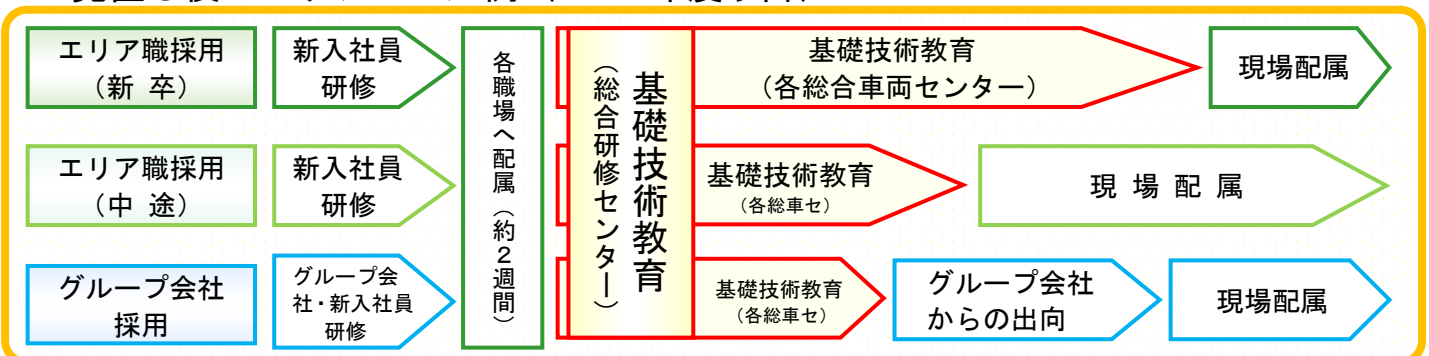 エリア職採用
（新 卒）
新入社員
研修
各職場へ配属（約２週間）
基礎技術教育
（総合研修センター）
基礎技術教育
（各総合車両センター）
現場配属
エリア職採用
（中 途）
新入社員
研修
基礎技術教育
（各総車セ）
現 場 配 属
グループ会社
採用
グループ会
社・新入社員
研修
基礎技術教育
（各総車セ）
グループ会社
からの出向
現場配属